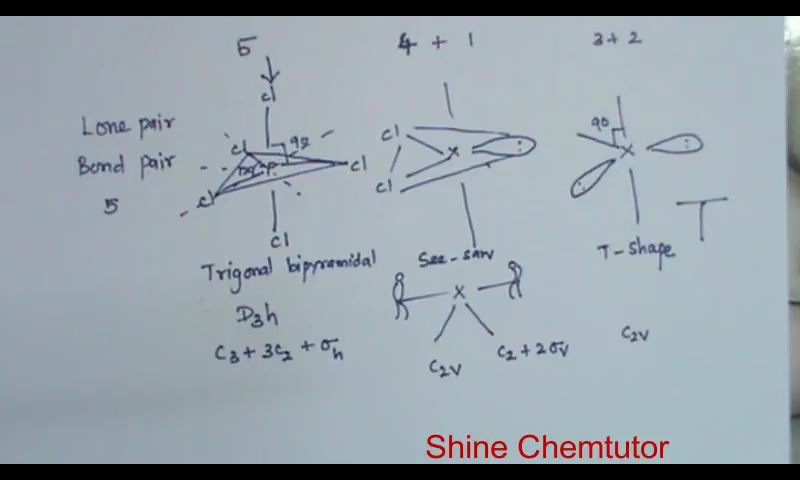 5
4 + 1
3 + 2
Lone pair
Bond pair
5
Cl
Cl
90
Cl
Cl
Cl
Trigonal bipyramidal
D3h
C3 + 3C2 + σh
Cl
Cl
X
See-saw
X
C2v
C2 + 2σv
90
X
T-shape
C2v
Shine Chemtutor